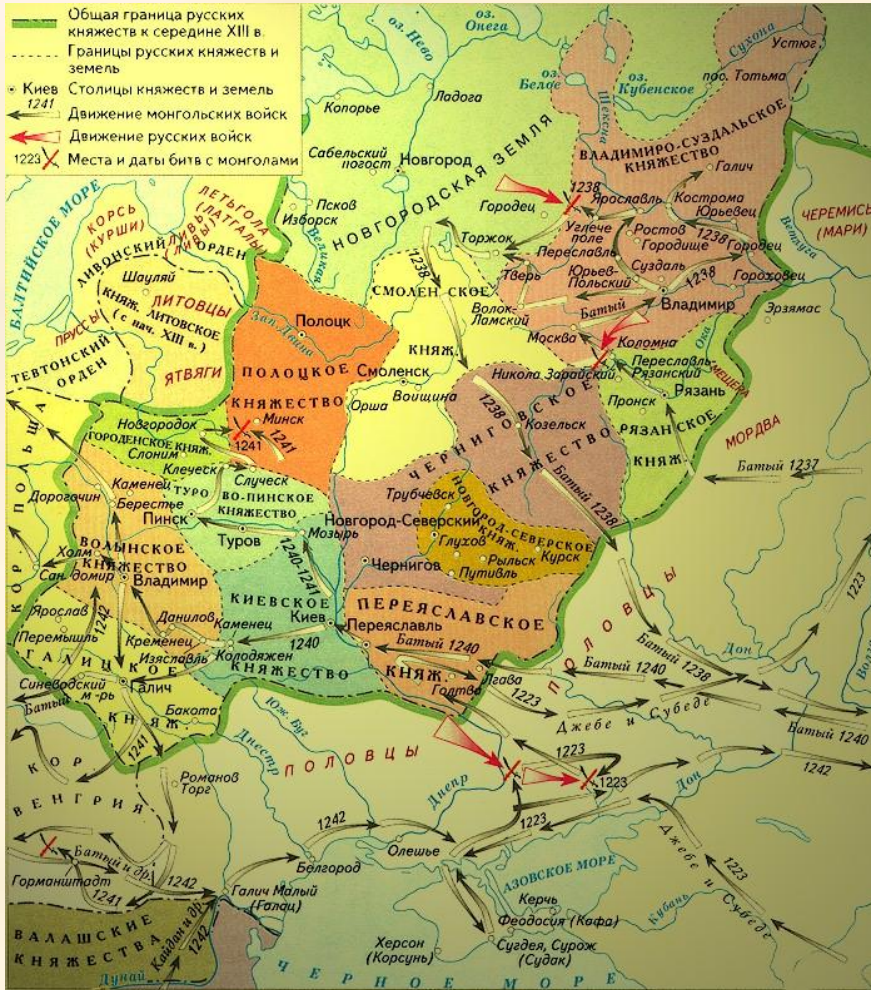 Общая граница русских
княжеств к середине XIII в.
Границы русских княжеств и
земель
Киев Столицы княжеств и земель
1241 Движение монгольских войск
Движение русских войск
1223 Места и даты битв с монголами
оз. Нево
оз.
Онега
оз.
Белое
оз.
Кубенское
Сухона
Устюг
пос. Тотьма
Шексна
Копорье
Ладога
Сабельский
погост
Новгород
НОВГОРОДСКАЯ ЗЕМЛЯ
ВЛАДИМИРО-СУЗДАЛЬСКОЕ
КНЯЖЕСТВО
Галич
1238
Ярославль
Кострома
Юрьевец
Городец
Псков
Изборск
Великая
БАЛТИЙСКОЕ МОРЕ
КОРСЬ
(КУРШИ)
ЛЕТЬГОЛА
(ЛАТГАЛЫ)
ЛИВЬ
(ЛИВЫ)
ЛИВОНСКИЙ
ОРДЕН
ЧЕРЕМИСЬ
(МАРИ)
Ветлуга
Торжок
Углече
поле
Ростов
Городище
1238
Городец
Переславль
Тверь
Юрьев-
Польский
Суздаль
1238
Гороховец
Владимир
Батый
Волок-
Ламский
Москва
1238
СМОЛЕНСКОЕ
КНЯЖ.
Шауляй
ЛИТОВЦЫ
КНЯЖ. ЛИТОВСКОЕ
(с нач. XIII в.)
ПРУССЫ
ТЕВТОНСКИЙ
ОРДЕН
ЯТВЯГИ
Зап. Двина
Полоцк
ПОЛОЦКОЕ
КНЯЖЕСТВО
Минск
1241
1241
Смоленск
Орша
Воищина
Эрзямас
Ока
Коломна
Никола Зарайский
Переяславль-
Рязанский
МЕЩЕРА
Рязань
Пронск
РЯЗАНСКОЕ
КНЯЖ.
МОРДВА
Батый 1237
1238
Козельск
ЧЕРНИГОВСКОЕ
КНЯЖЕСТВО
Батый 1238
Новгородок
ГОРОДЕНСКОЕ КНЯЖ.
Слоним
Клеческ
Случеск
КОР. ПОЛЬША
Дорогочин
Каменец
Берестье
ТУРОВО-ПИНСКОЕ
КНЯЖЕСТВО
Пинск
Туров
Мозырь
1240-1241
Трубчевск
Новгород-Северский
НОВГОРОД-СЕВЕРСКОЕ
КНЯЖ.
Глухов
Рыльск
Курск
Путивль
Чернигов
Холм
ВОЛЫНСКОЕ
КНЯЖЕСТВО
Сандомир
Владимир
1242
Ярослав
Перемышль
Данилов
Каменец
Кременец
Изяславль
Колодяжен
КИЕВСКОЕ
КНЯЖЕСТВО
Киев
1240
ПЕРЕЯСЛАВСКОЕ
КНЯЖ.
Переяславль
Батый 1240
Голтва
Лтава
ГАЛИЦКОЕ
КНЯЖ.
Синеводский
м-рь
Галич
Батый
Бакота
1241
ПОЛОВЦЫ
1223
Дон
Батый 1240
Батый 1238
1223
Джебе и Субеде
Батый 1240
1242
Юж. Буг
Днестр
ПОЛОВЦЫ
1223
1223
Днепр
Дон
КОР.
ВЕНГРИЯ
Романов
Торг
1242
Белгород
Олешье
1223
АЗОВСКОЕ МОРЕ
Джебе и Субеде
1223
Кубань
Батый и др.
Горманштадт
1241
1242
Галич Малый
(Галац)
Керчь
Феодосия (Кафа)
Сугдея, Сурож
(Судак)
Херсон
(Корсунь)
ВАЛАШСКИЕ
КНЯЖЕСТВА
Кайдан и др.
1242
Дунай
ЧЕРНОЕ МОРЕ